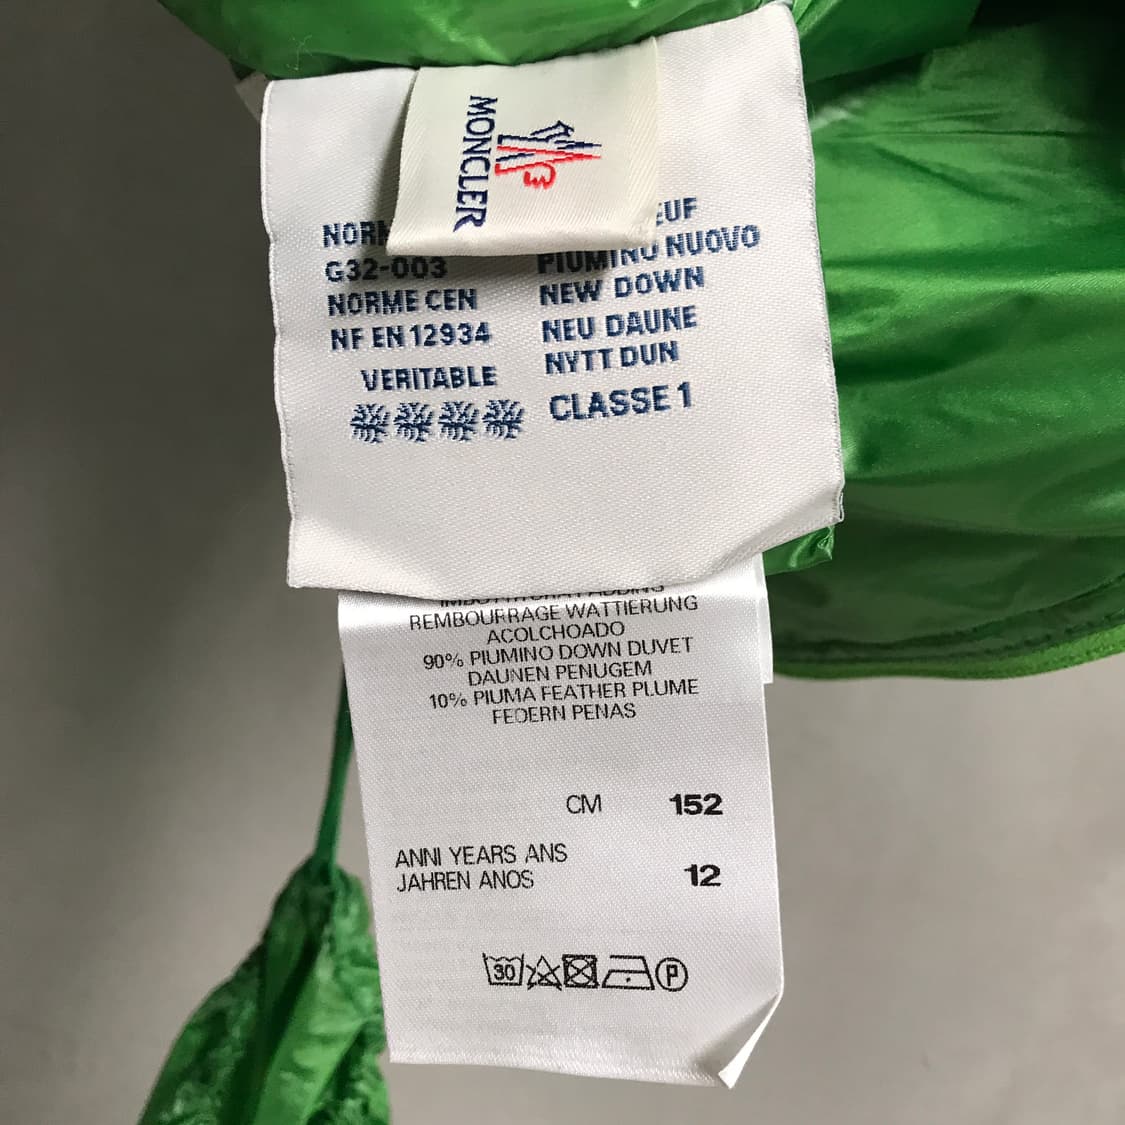 MONCLER
NORM
G32-003
NORME CEN
NF EN 12934
VERITABLE
EUF
PIUMINO NUOVO
NEW DOWN
NEU DAUNE
NYTT DUN
CLASSE 1
REMBOURRAGE WATTIERUNG
ACOLCHOADO
90% PIUMINO DOWN DUVET
DAUNEN PENUGEM
10% PIUMA FEATHER PLUME
FEDERN PENAS
CM 152
ANNI YEARS ANS
JAHREN ANOS 12
30 P